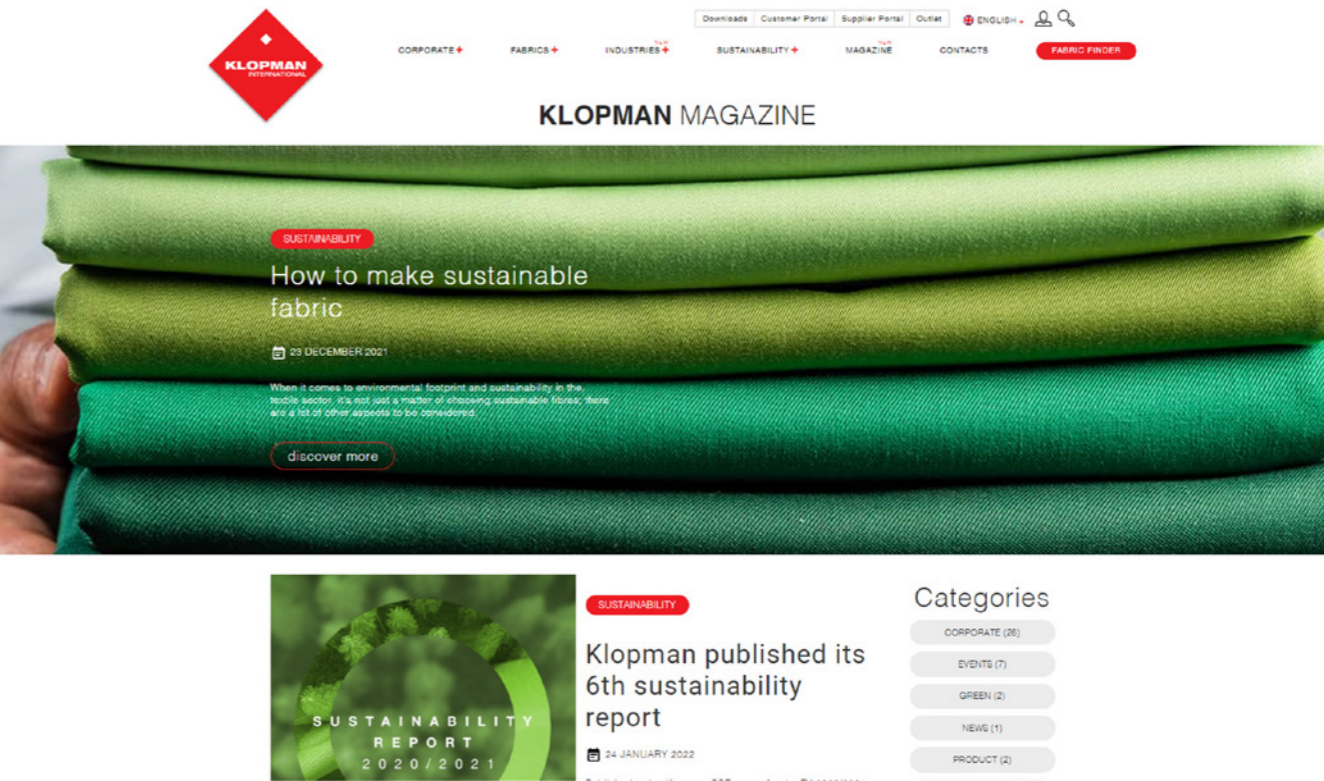 Downloads Customer Portal Supplier Portal Outlet ENGLISH
KLOPMAN
INTERNATIONAL
CORPORATE+ FABRICS+ INDUSTRIES+ SUSTAINABILITY+ MAGAZINE CONTACTS FABRIC FINDER
KLOPMAN MAGAZINE
SUSTAINABILITY
How to make sustainable
fabric
23 DECEMBER 2021
When it comes to environmental footprint and sustainability in the
textile sector, it's not just a matter of choosing sustainable fibres; there
are a lot of other aspects to be considered.
discover more
SUSTAINABILITY
REPORT
2020/2021
SUSTAINABILITY
Klopman published its
6th sustainability
report
24 JANUARY 2022
Categories
CORPORATE (26)
EVENTS (7)
GREEN (2)
NEWS (1)
PRODUCT (2)